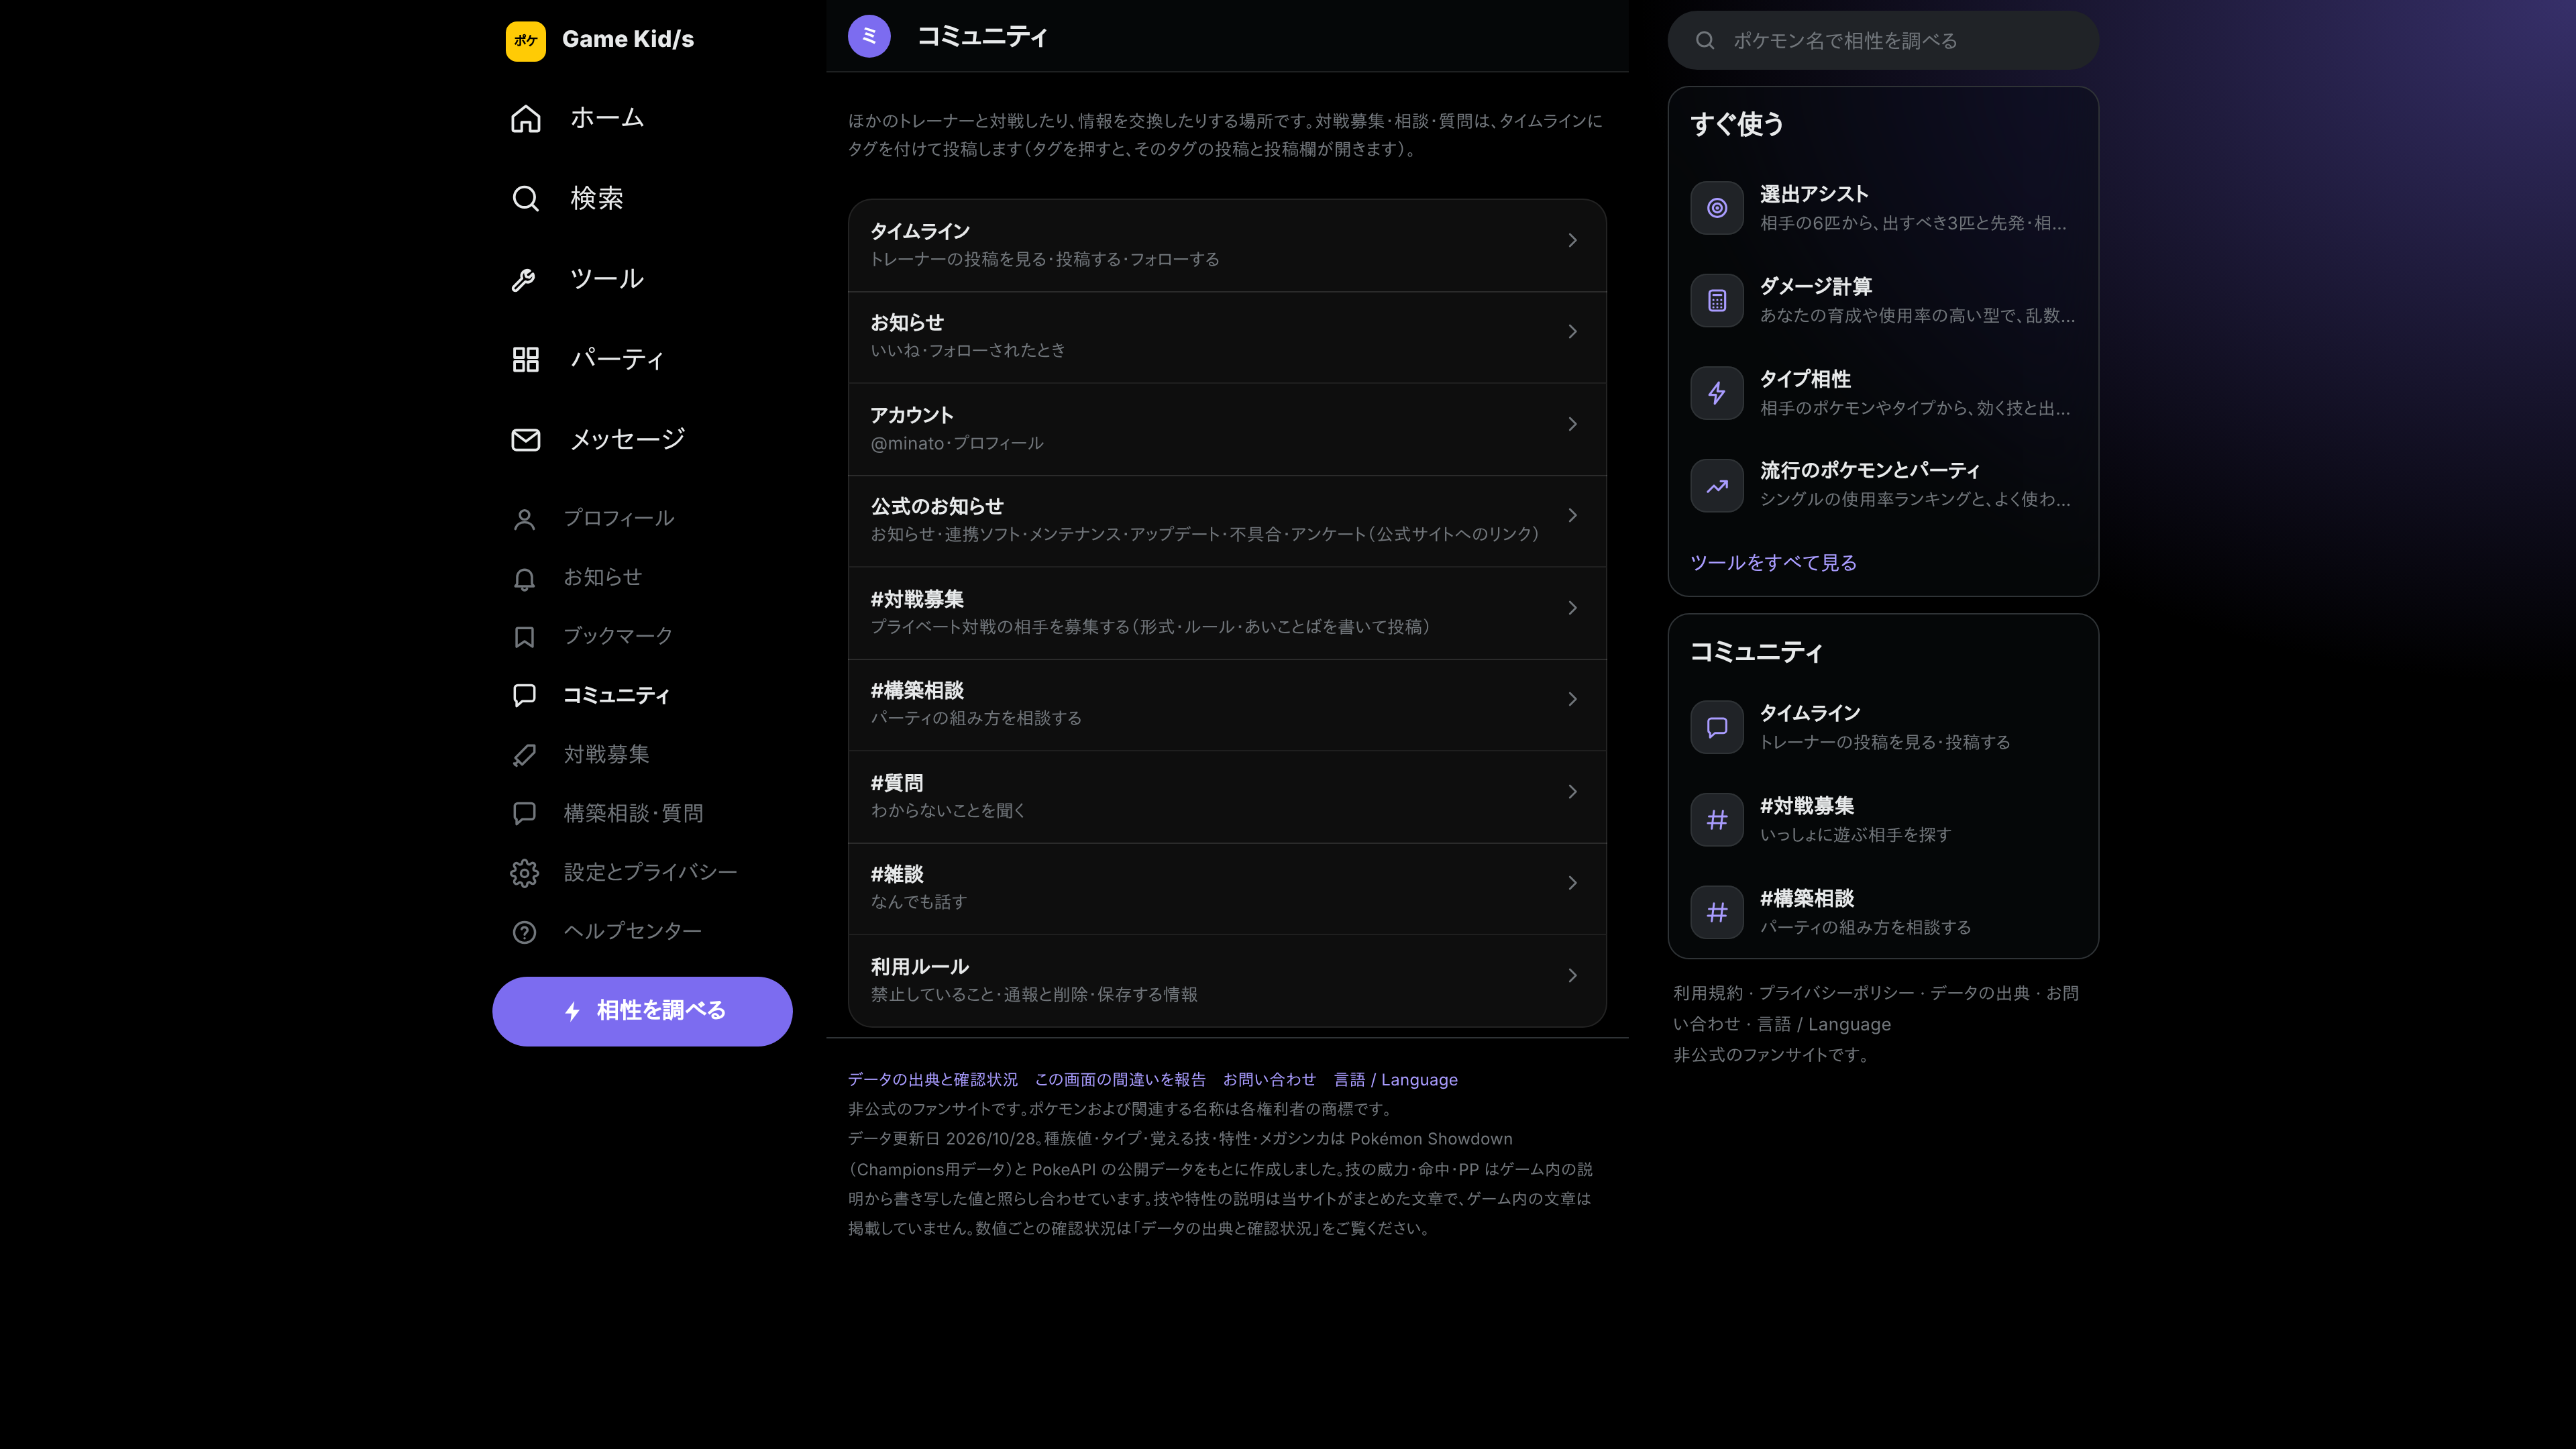 ポケ
Game Kid/s
ホーム
検索
ツール
パーティ
メッセージ
プロフィール
お知らせ
ブックマーク
コミュニティ
対戦募集
構築相談・質問
設定とプライバシー
ヘルプセンター
相性を調べる
ミ
コミュニティ
ほかのトレーナーと対戦したり、情報を交換したりする場所です。対戦募集・相談・質問は、タイムラインに
タグを付けて投稿します（タグを押すと、そのタグの投稿と投稿欄が開きます）。
タイムライン
トレーナーの投稿を見る・投稿する・フォローする
お知らせ
いいね・フォローされたとき
アカウント
@minato・プロフィール
公式のお知らせ
お知らせ・連携ソフト・メンテナンス・アップデート・不具合・アンケート（公式サイトへのリンク）
#対戦募集
プライベート対戦の相手を募集する（形式・ルール・あいことばを書いて投稿）
#構築相談
パーティの組み方を相談する
#質問
わからないことを聞く
#雑談
なんでも話す
利用ルール
禁止していること・通報と削除・保存する情報
データの出典と確認状況 この画面の間違いを報告 お問い合わせ 言語 / Language
非公式のファンサイトです。ポケモンおよび関連する名称は各権利者の商標です。
データ更新日 2026/10/28。種族値・タイプ・覚える技・特性・メガシンカは Pokémon Showdown
（Champions用データ）と PokeAPI の公開データをもとに作成しました。技の威力・命中・PP はゲーム内の説
明から書き写した値と照らし合わせています。技や特性の説明は当サイトがまとめた文章で、ゲーム内の文章は
掲載していません。数値ごとの確認状況は「データの出典と確認状況」をご覧ください。
ポケモン名で相性を調べる
すぐ使う
選出アシスト
相手の6匹から、出すべき3匹と先発・相…
ダメージ計算
あなたの育成や使用率の高い型で、乱数…
タイプ相性
相手のポケモンやタイプから、効く技と出…
流行のポケモンとパーティ
シングルの使用率ランキングと、よく使わ…
ツールをすべて見る
コミュニティ
タイムライン
トレーナーの投稿を見る・投稿する
#対戦募集
いっしょに遊ぶ相手を探す
#構築相談
パーティの組み方を相談する
利用規約 · プライバシーポリシー · データの出典 · お問
い合わせ · 言語 / Language
非公式のファンサイトです。